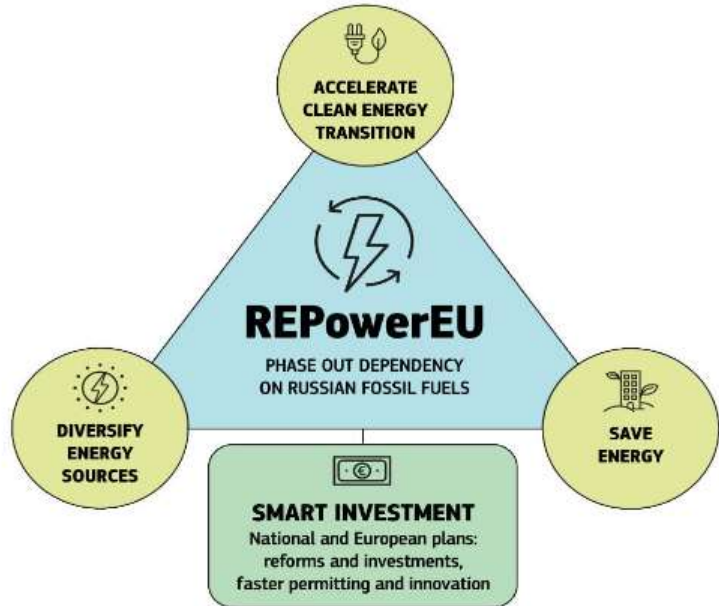 ACCELERATE
CLEAN ENERGY
TRANSITION
REPowerEU
PHASE OUT DEPENDENCY
ON RUSSIAN FOSSIL FUELS
DIVERSIFY
ENERGY
SOURCES
SAVE
ENERGY
€
SMART INVESTMENT
National and European plans:
reforms and investments,
faster permitting and innovation